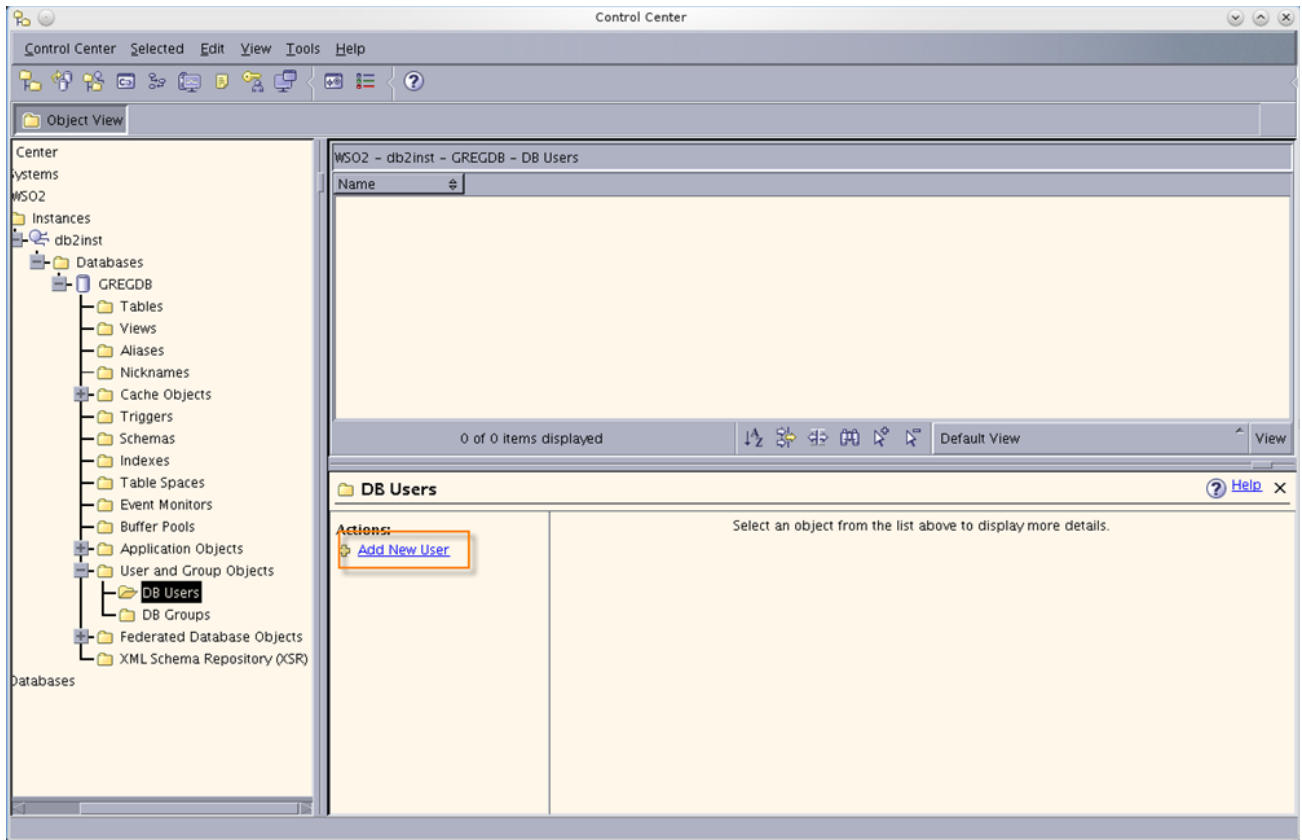 Control Center
Control Center Selected Edit View Tools Help
Object View
Center
ystems
WSO2
Instances
db2inst
Databases
GREGDB
Tables
Views
Aliases
Nicknames
Cache Objects
Triggers
Schemas
Indexes
Table Spaces
Event Monitors
Buffer Pools
Application Objects
User and Group Objects
DB Users
DB Groups
Federated Database Objects
XML Schema Repository (XSR)
Databases
WSO2 - db2inst - GREGDB - DB Users
Name
0 of 0 items displayed
Default View
View
DB Users
Help
Actions:
Add New User
Select an object from the list above to display more details.